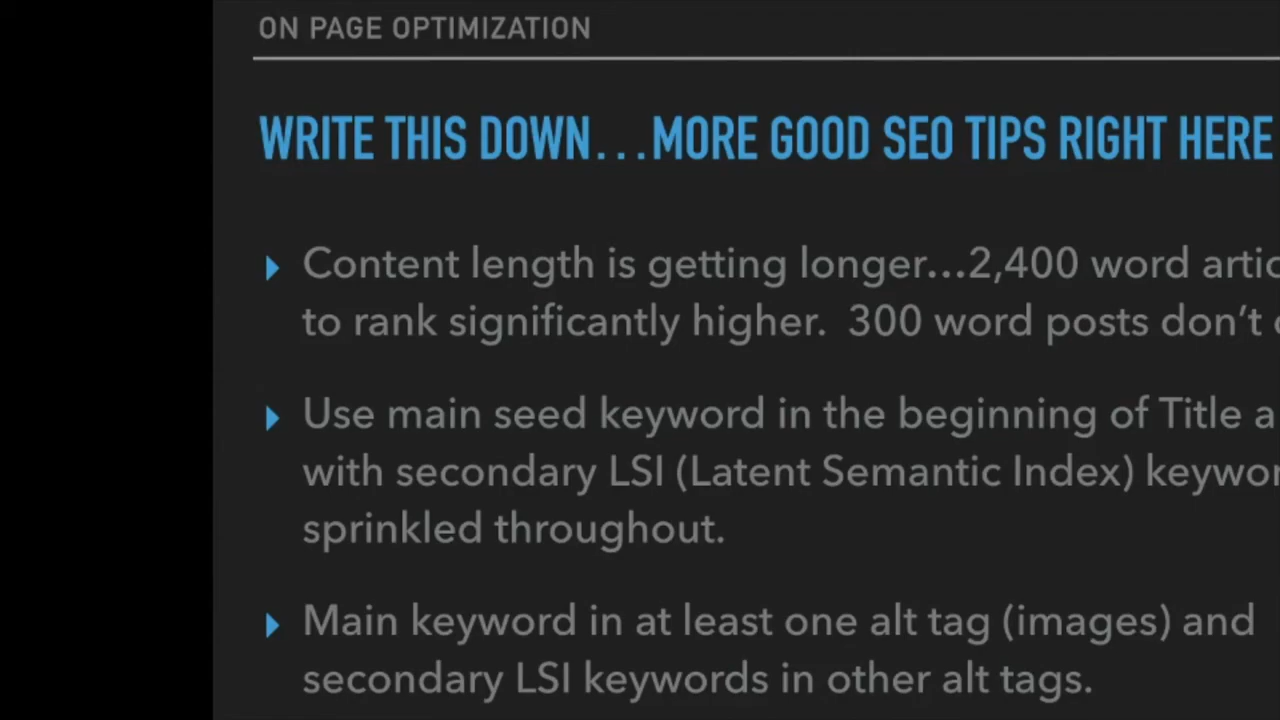 ON PAGE OPTIMIZATION
WRITE THIS DOWN...MORE GOOD SEO TIPS RIGHT HERE
Content length is getting longer...2,400 word
to rank significantly higher.  300 word posts don't
Use main seed keyword in the beginning of Title
with secondary LSI (Latent Semantic Index)
sprinkled throughout.
Main keyword in at least one alt tag (images) and
secondary LSI keywords in other alt tags.